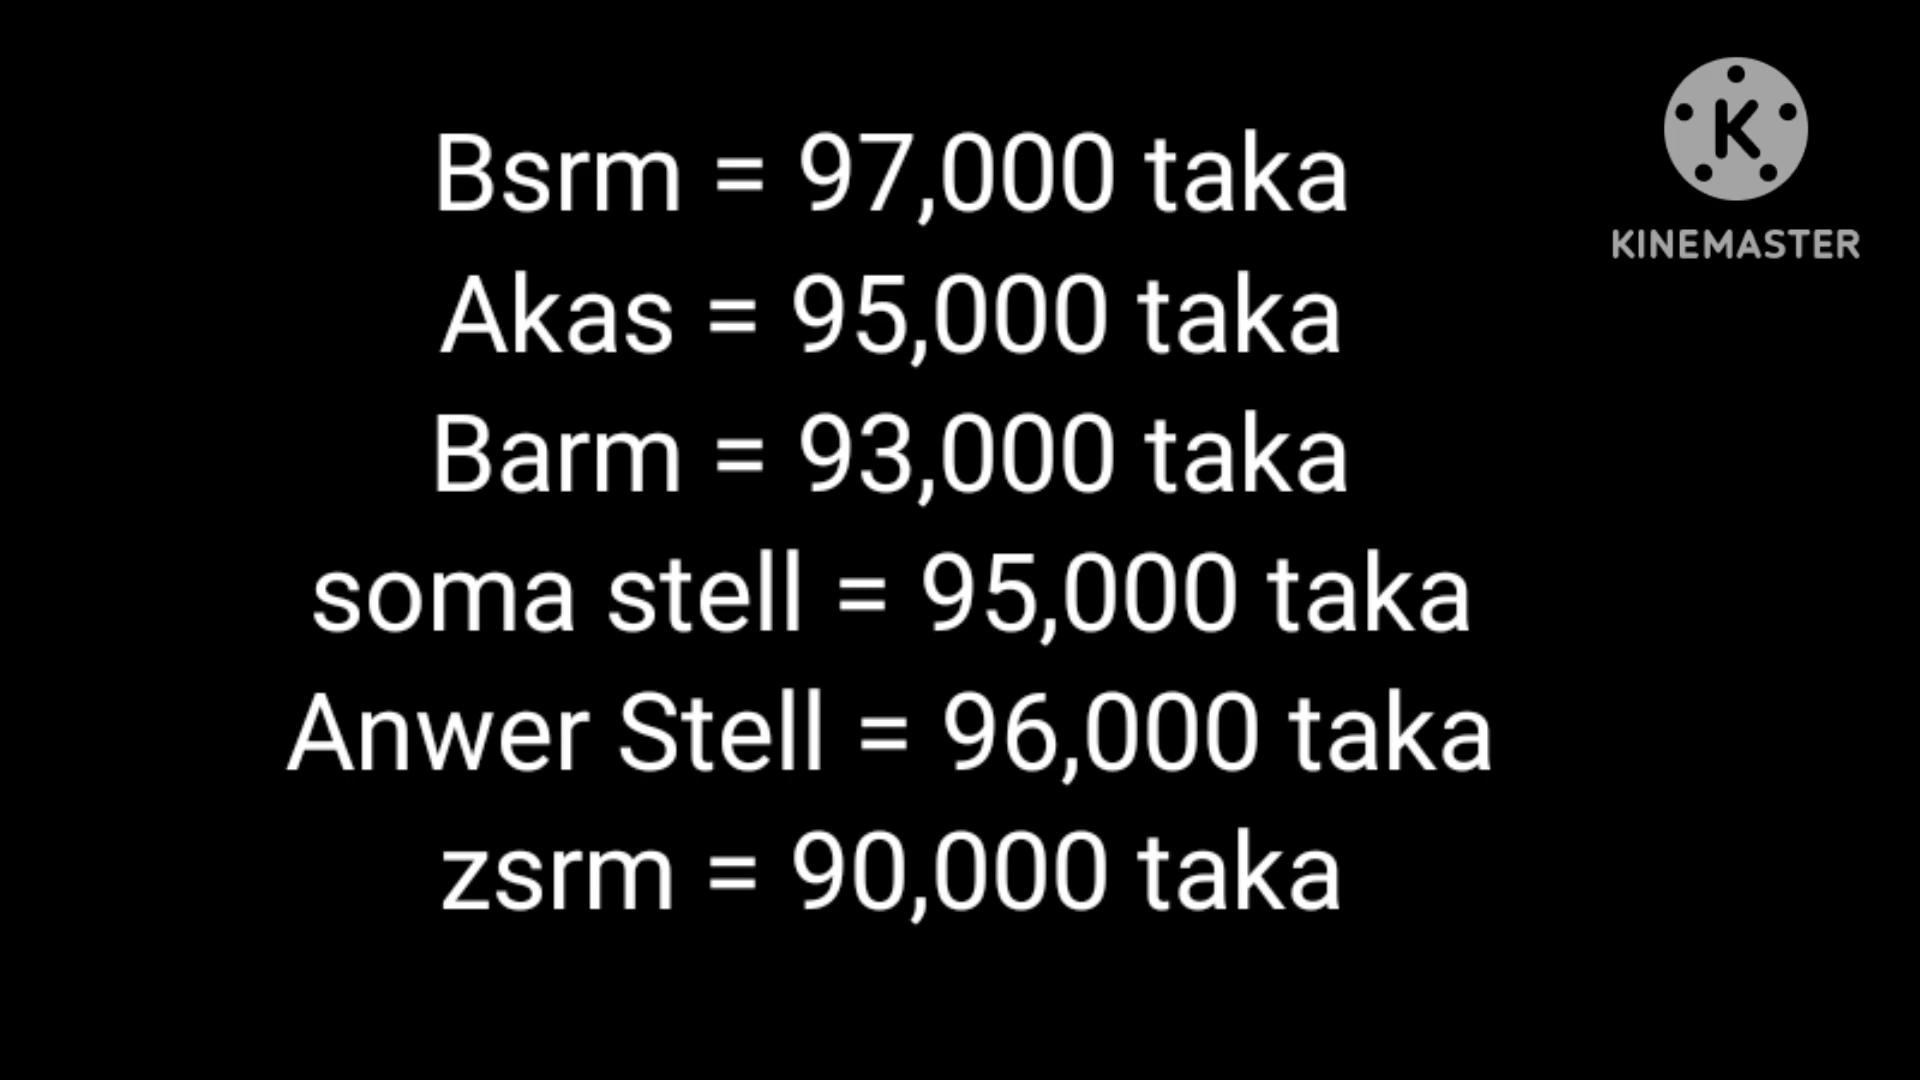 Bsrm = 97,000 taka
Akas = 95,000 taka
Barm = 93,000 taka
soma stell = 95,000 taka
Anwer Stell = 96,000 taka
zsrm = 90,000 taka
K
KINEMASTER